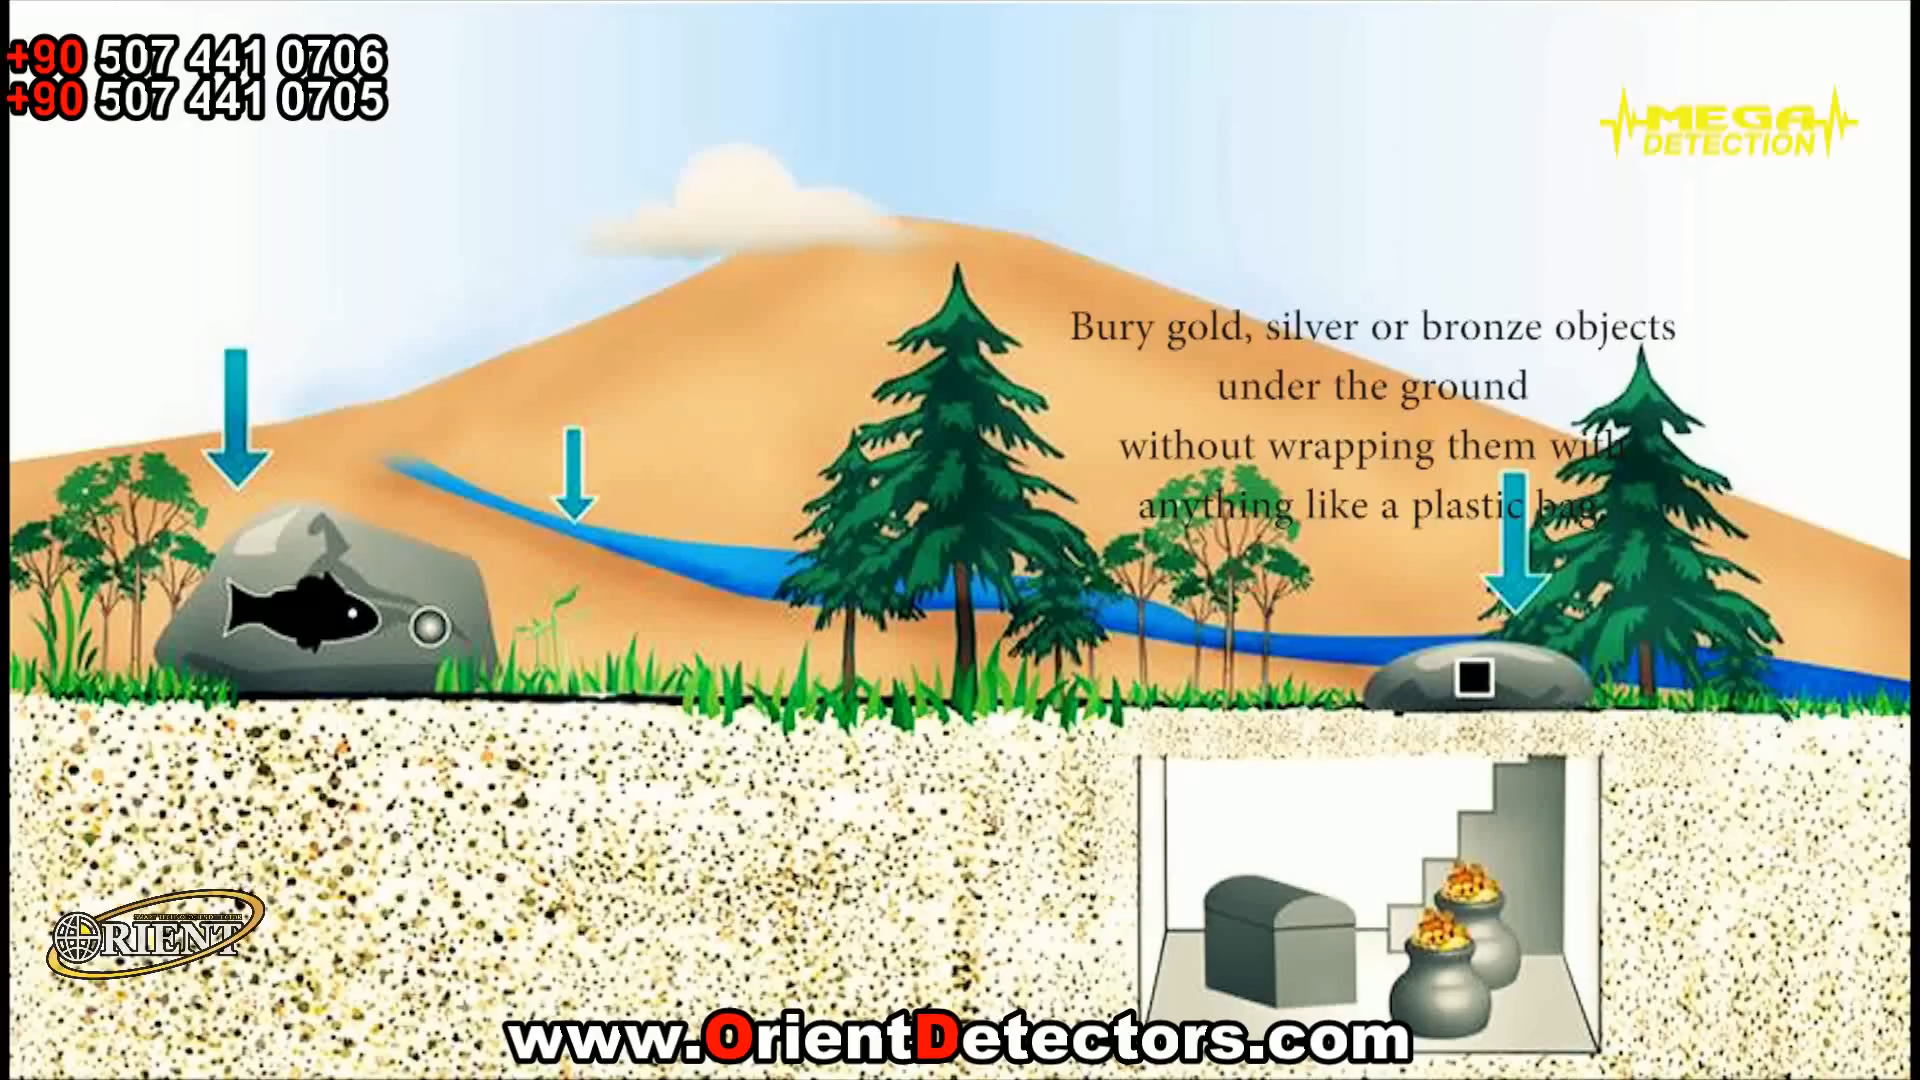 +90 507 441 0706
+90 507 441 0705
MEGA
DETECTION
Bury gold, silver or bronze objects
under the ground
without wrapping them with
anything like a plastic bag
ORIENT
www.OrientDetectors.com